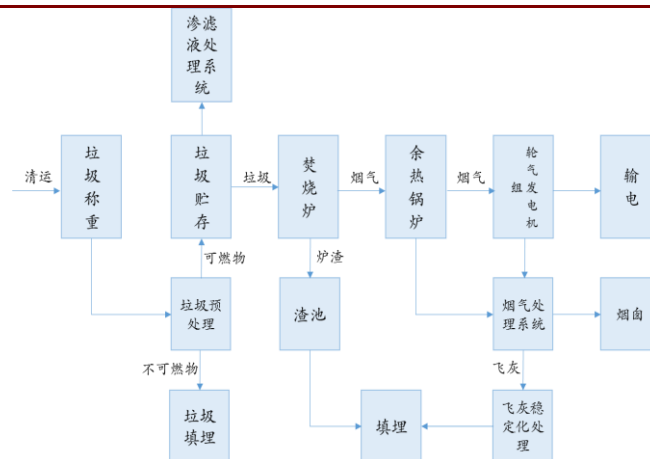 渗滤
液处
理系
统
清运
垃
圾
称
重
垃
圾
贮
存
垃圾
焚
烧
炉
烟气
余
热
锅
炉
烟气
轮
气
组发
电
机
输
电
可燃物
炉渣
垃圾预
处理
渣池
烟气处
理系统
烟卤
不可燃物
飞灰
垃圾
填埋
填埋
飞灰稳
定化处
理